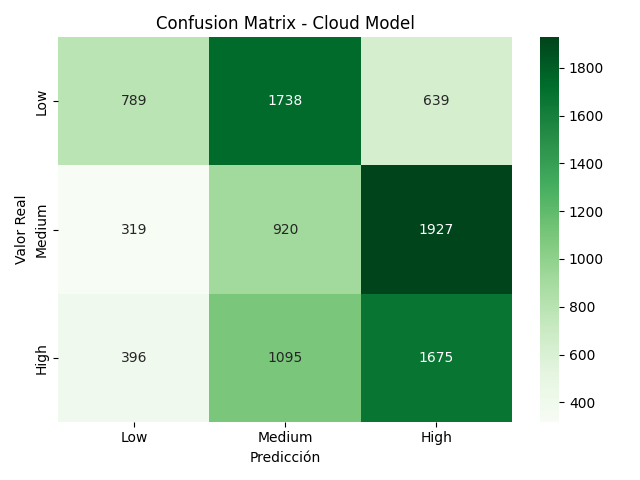 Confusion Matrix - Cloud Model
Valor Real
Low
789
1738
639
Medium
319
920
1927
High
396
1095
1675
Low
Medium
High
Predicción
1800
1600
1400
1200
1000
800
600
400